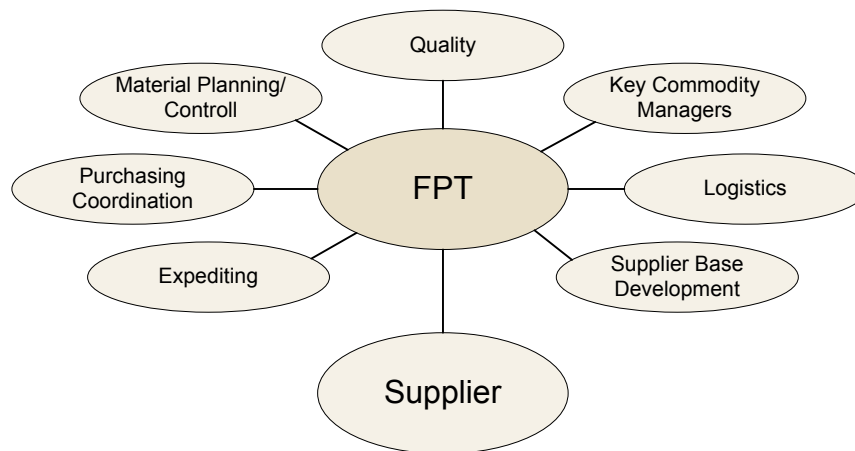 Quality
Material Planning/
Controll
Key Commodity
Managers
FPT
Purchasing
Coordination
Logistics
Expediting
Supplier Base
Development
Supplier